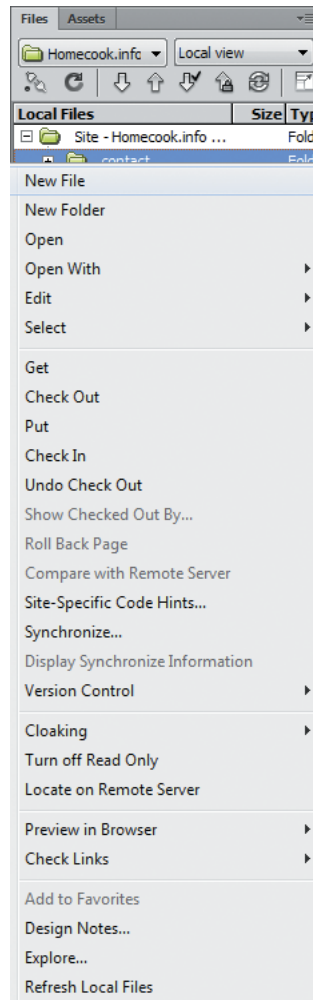 Files Assets
Homecook.info Local view
Local Files Size Typ
Site - Homecook.info ... Fold
contact Fold
New File
New Folder
Open
Open With
Edit
Select
Get
Check Out
Put
Check In
Undo Check Out
Show Checked Out By...
Roll Back Page
Compare with Remote Server
Site-Specific Code Hints...
Synchronize...
Display Synchronize Information
Version Control
Cloaking
Turn off Read Only
Locate on Remote Server
Preview in Browser
Check Links
Add to Favorites
Design Notes...
Explore...
Refresh Local Files